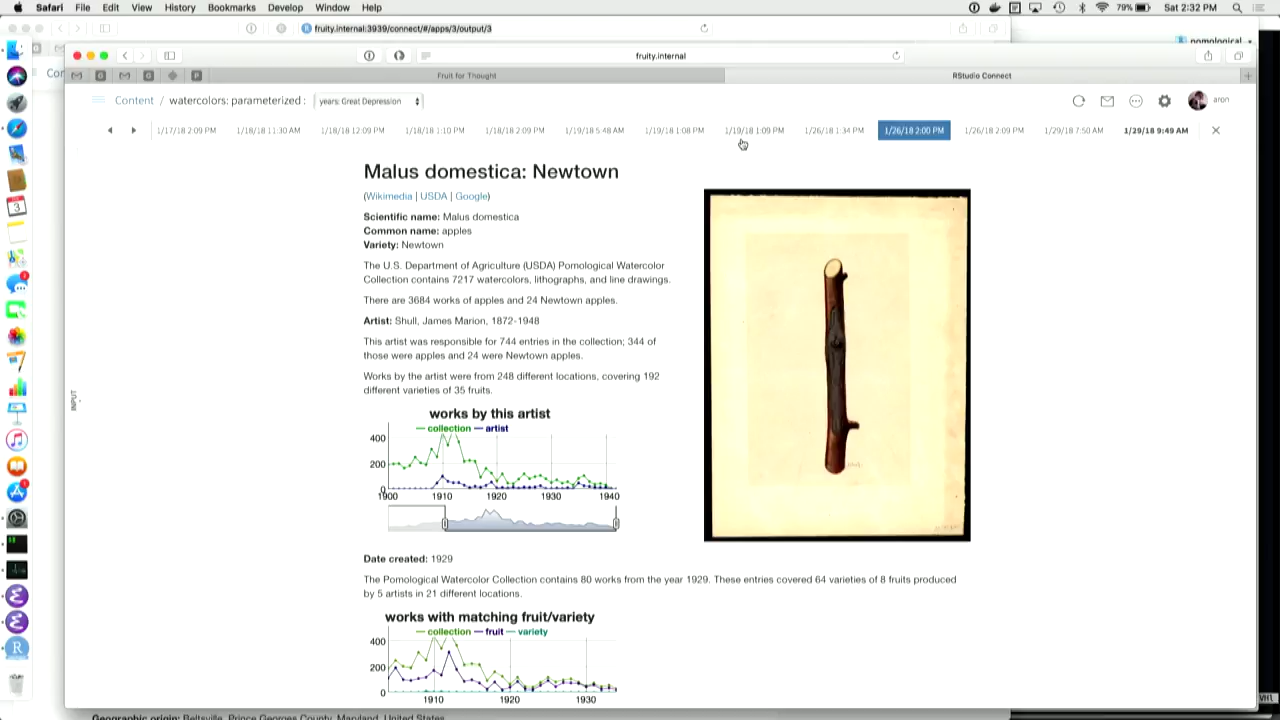 Safari File Edit View History Bookmarks Develop Window Help 79% Sat 2:32 PM
fruity.internal:3939/connect/#/apps/3/output/3
pomological
fruity.internal
Fruit for Thought RStudio Connect
Content / watercolors: parameterized : years: Great Depression aron
1/17/18 2:09 PM 1/18/18 11:30 AM 1/18/18 12:09 PM 1/18/18 1:10 PM 1/18/18 2:09 PM 1/19/18 5:48 AM 1/19/18 1:08 PM 1/19/18 1:09 PM 1/26/18 1:34 PM 1/26/18 2:00 PM 1/26/18 2:09 PM 1/29/18 7:50 AM 1/29/18 9:49 AM
Malus domestica: Newtown
(Wikimedia | USDA | Google)
Scientific name: Malus domestica
Common name: apples
Variety: Newtown
The U.S. Department of Agriculture (USDA) Pomological Watercolor
Collection contains 7217 watercolors, lithographs, and line drawings.
There are 3684 works of apples and 24 Newtown apples.
Artist: Shull, James Marion, 1872-1948
This artist was responsible for 744 entries in the collection; 344 of
those were apples and 24 were Newtown apples.
Works by the artist were from 248 different locations, covering 192
different varieties of 35 fruits.
INPUT
works by this artist
collection artist
400
200
0
1900 1910 1920 1930 1940
Date created: 1929
The Pomological Watercolor Collection contains 80 works from the year 1929. These entries covered 64 varieties of 8 fruits produced
by 5 artists in 21 different locations.
works with matching fruit/variety
collection fruit variety
400
200
0
1910 1920 1930
Geographic origin: Beltsville, Prince Georges County, Maryland, United States